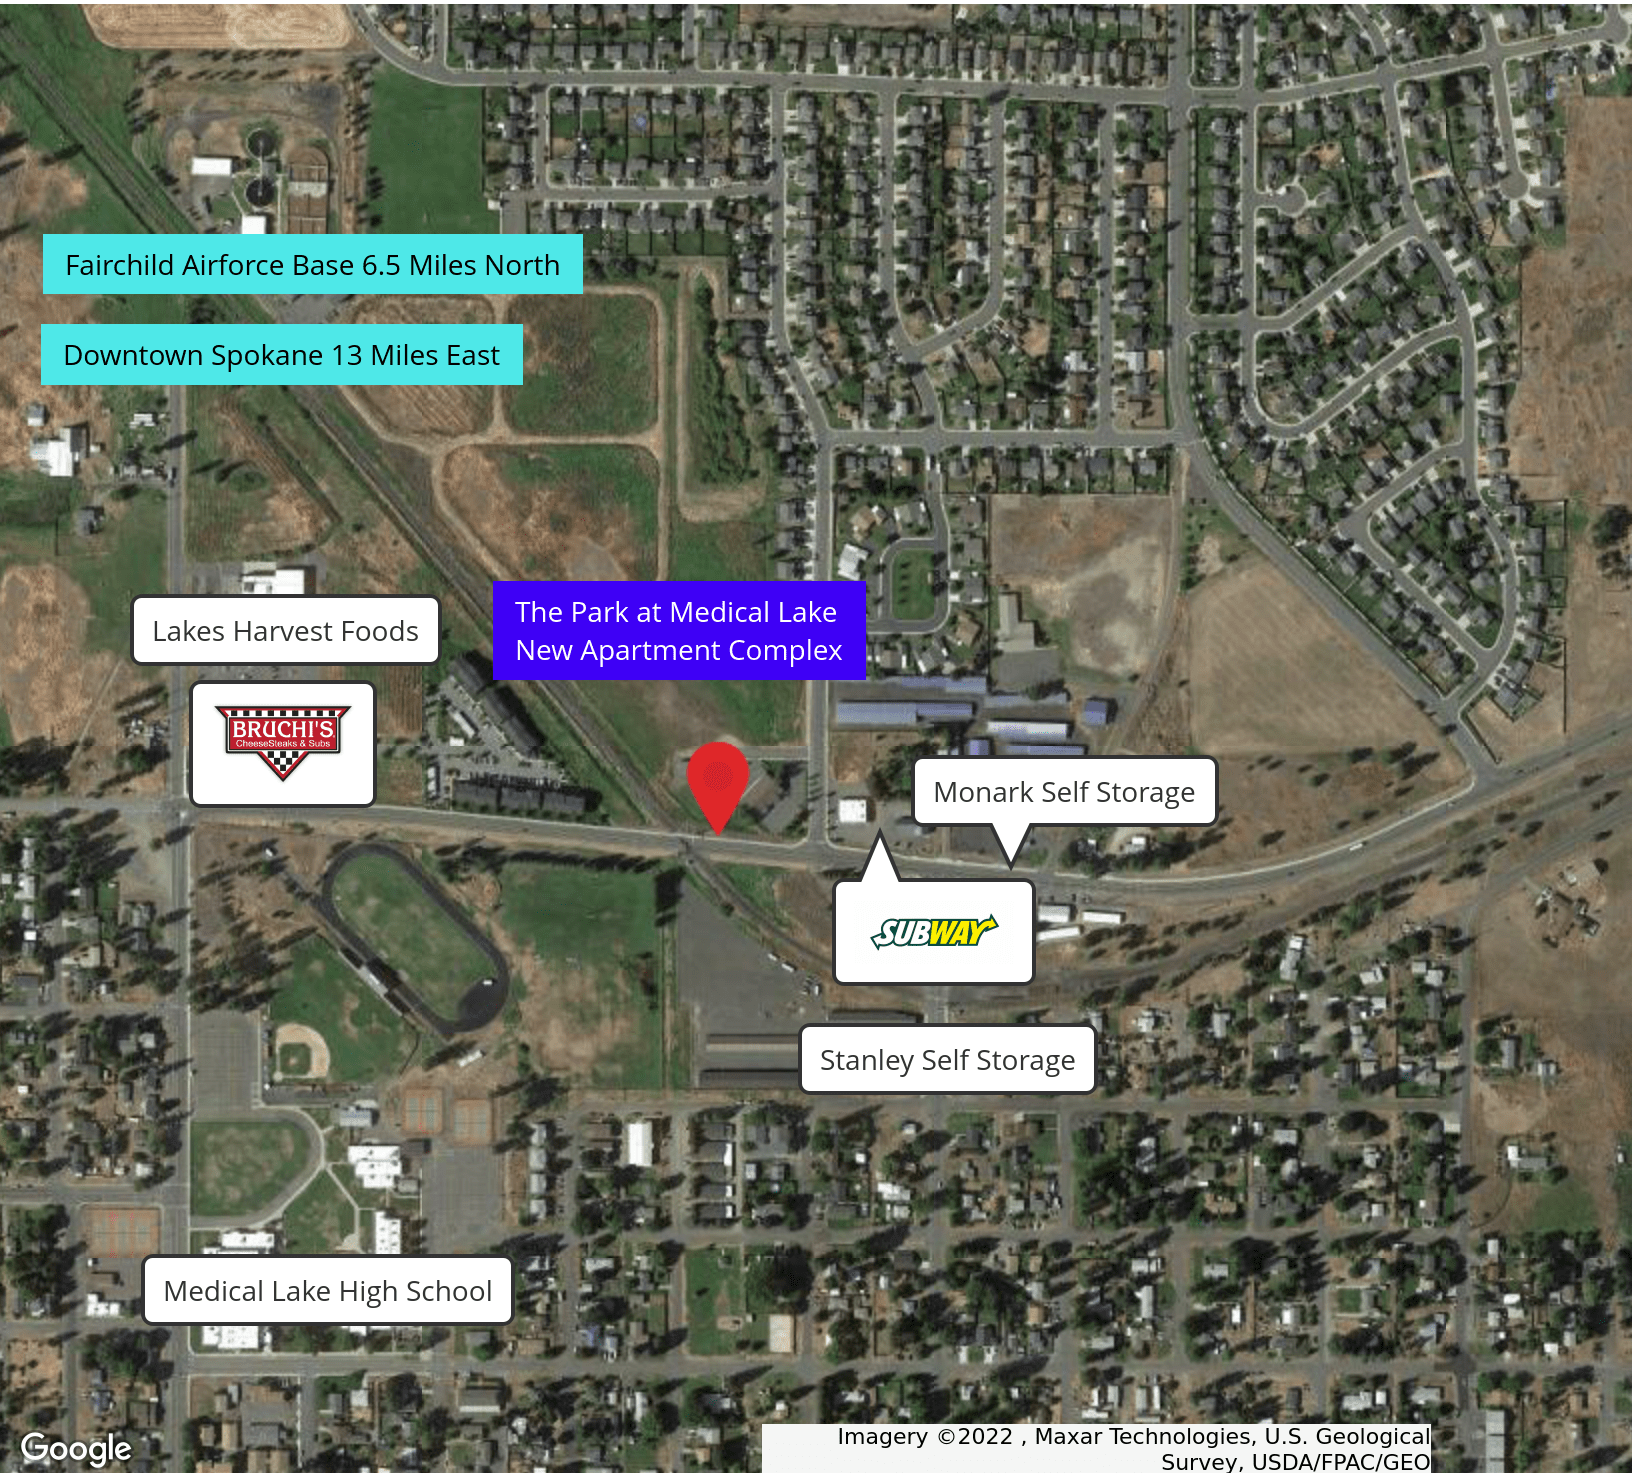 Fairchild Airforce Base 6.5 Miles North
Downtown Spokane 13 Miles East
The Park at Medical Lake
New Apartment Complex
Lakes Harvest Foods
BRUCHI'S
CheeseSteaks & Subs
Monark Self Storage
SUBWAY
Stanley Self Storage
Medical Lake High School
Google
Imagery ©2022 , Maxar Technologies, U.S. Geological
Survey, USDA/FPAC/GEO